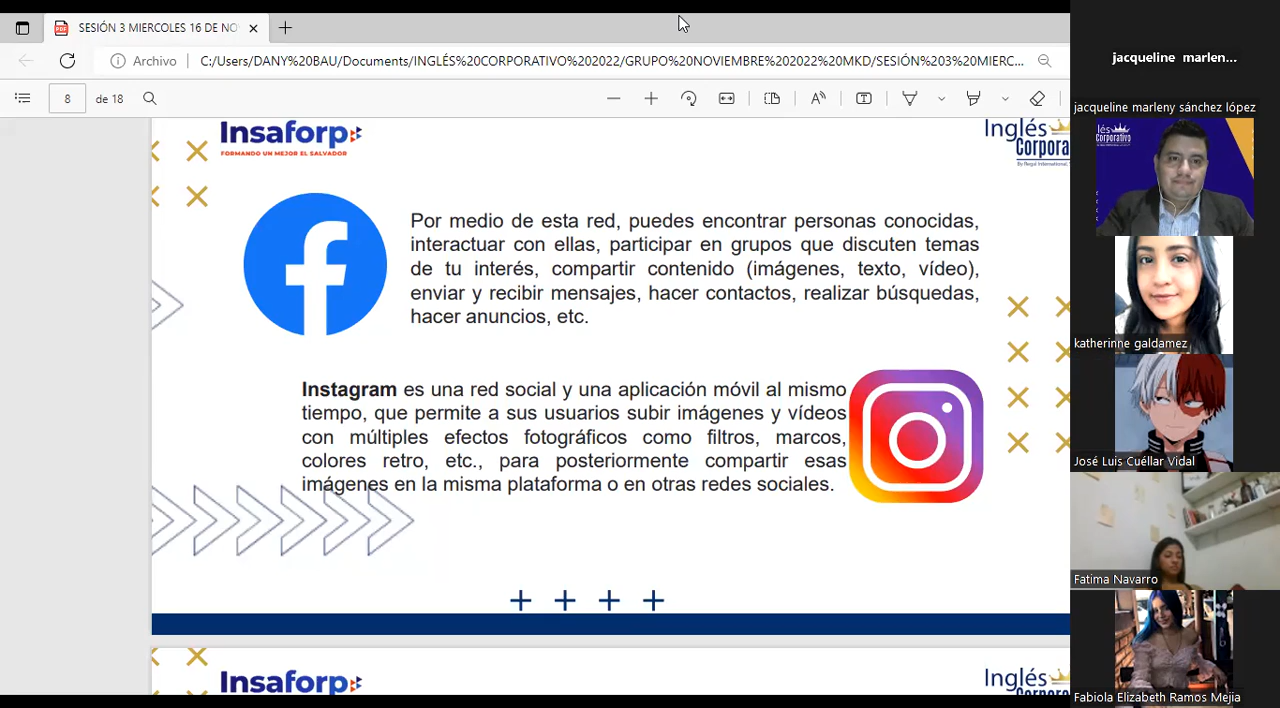 SESIÓN 3 MIERCOLES 16 DE NO
Archivo
C:/Users/DANY%20BAU/Documents/INGLÉS%20CORPORATIVO%202022/GRUPO%20NOVIEMBRE%202022%20MKD/SESIÓN%203%20MIERC...
8 de 18
Insaforp
FORMANDO UN MEJOR EL SALVADOR
Inglés
Corpora
Por medio de esta red, puedes encontrar personas conocidas,
interactuar con ellas, participar en grupos que discuten temas
de tu interés, compartir contenido (imágenes, texto, vídeo),
enviar y recibir mensajes, hacer contactos, realizar búsquedas,
hacer anuncios, etc.
Instagram es una red social y una aplicación móvil al mismo
tiempo, que permite a sus usuarios subir imágenes y vídeos
con múltiples efectos fotográficos como filtros, marcos,
colores retro, etc., para posteriormente compartir esas
imágenes en la misma plataforma o en otras redes sociales.
Insaforp
Inglés
jacqueline marlen...
jacqueline marleny sánchez lópez
lés
Corporativo
katherinne galdamez
José Luis Cuéllar Vidal
Fatima Navarro
Fabiola Elizabeth Ramos Mejia